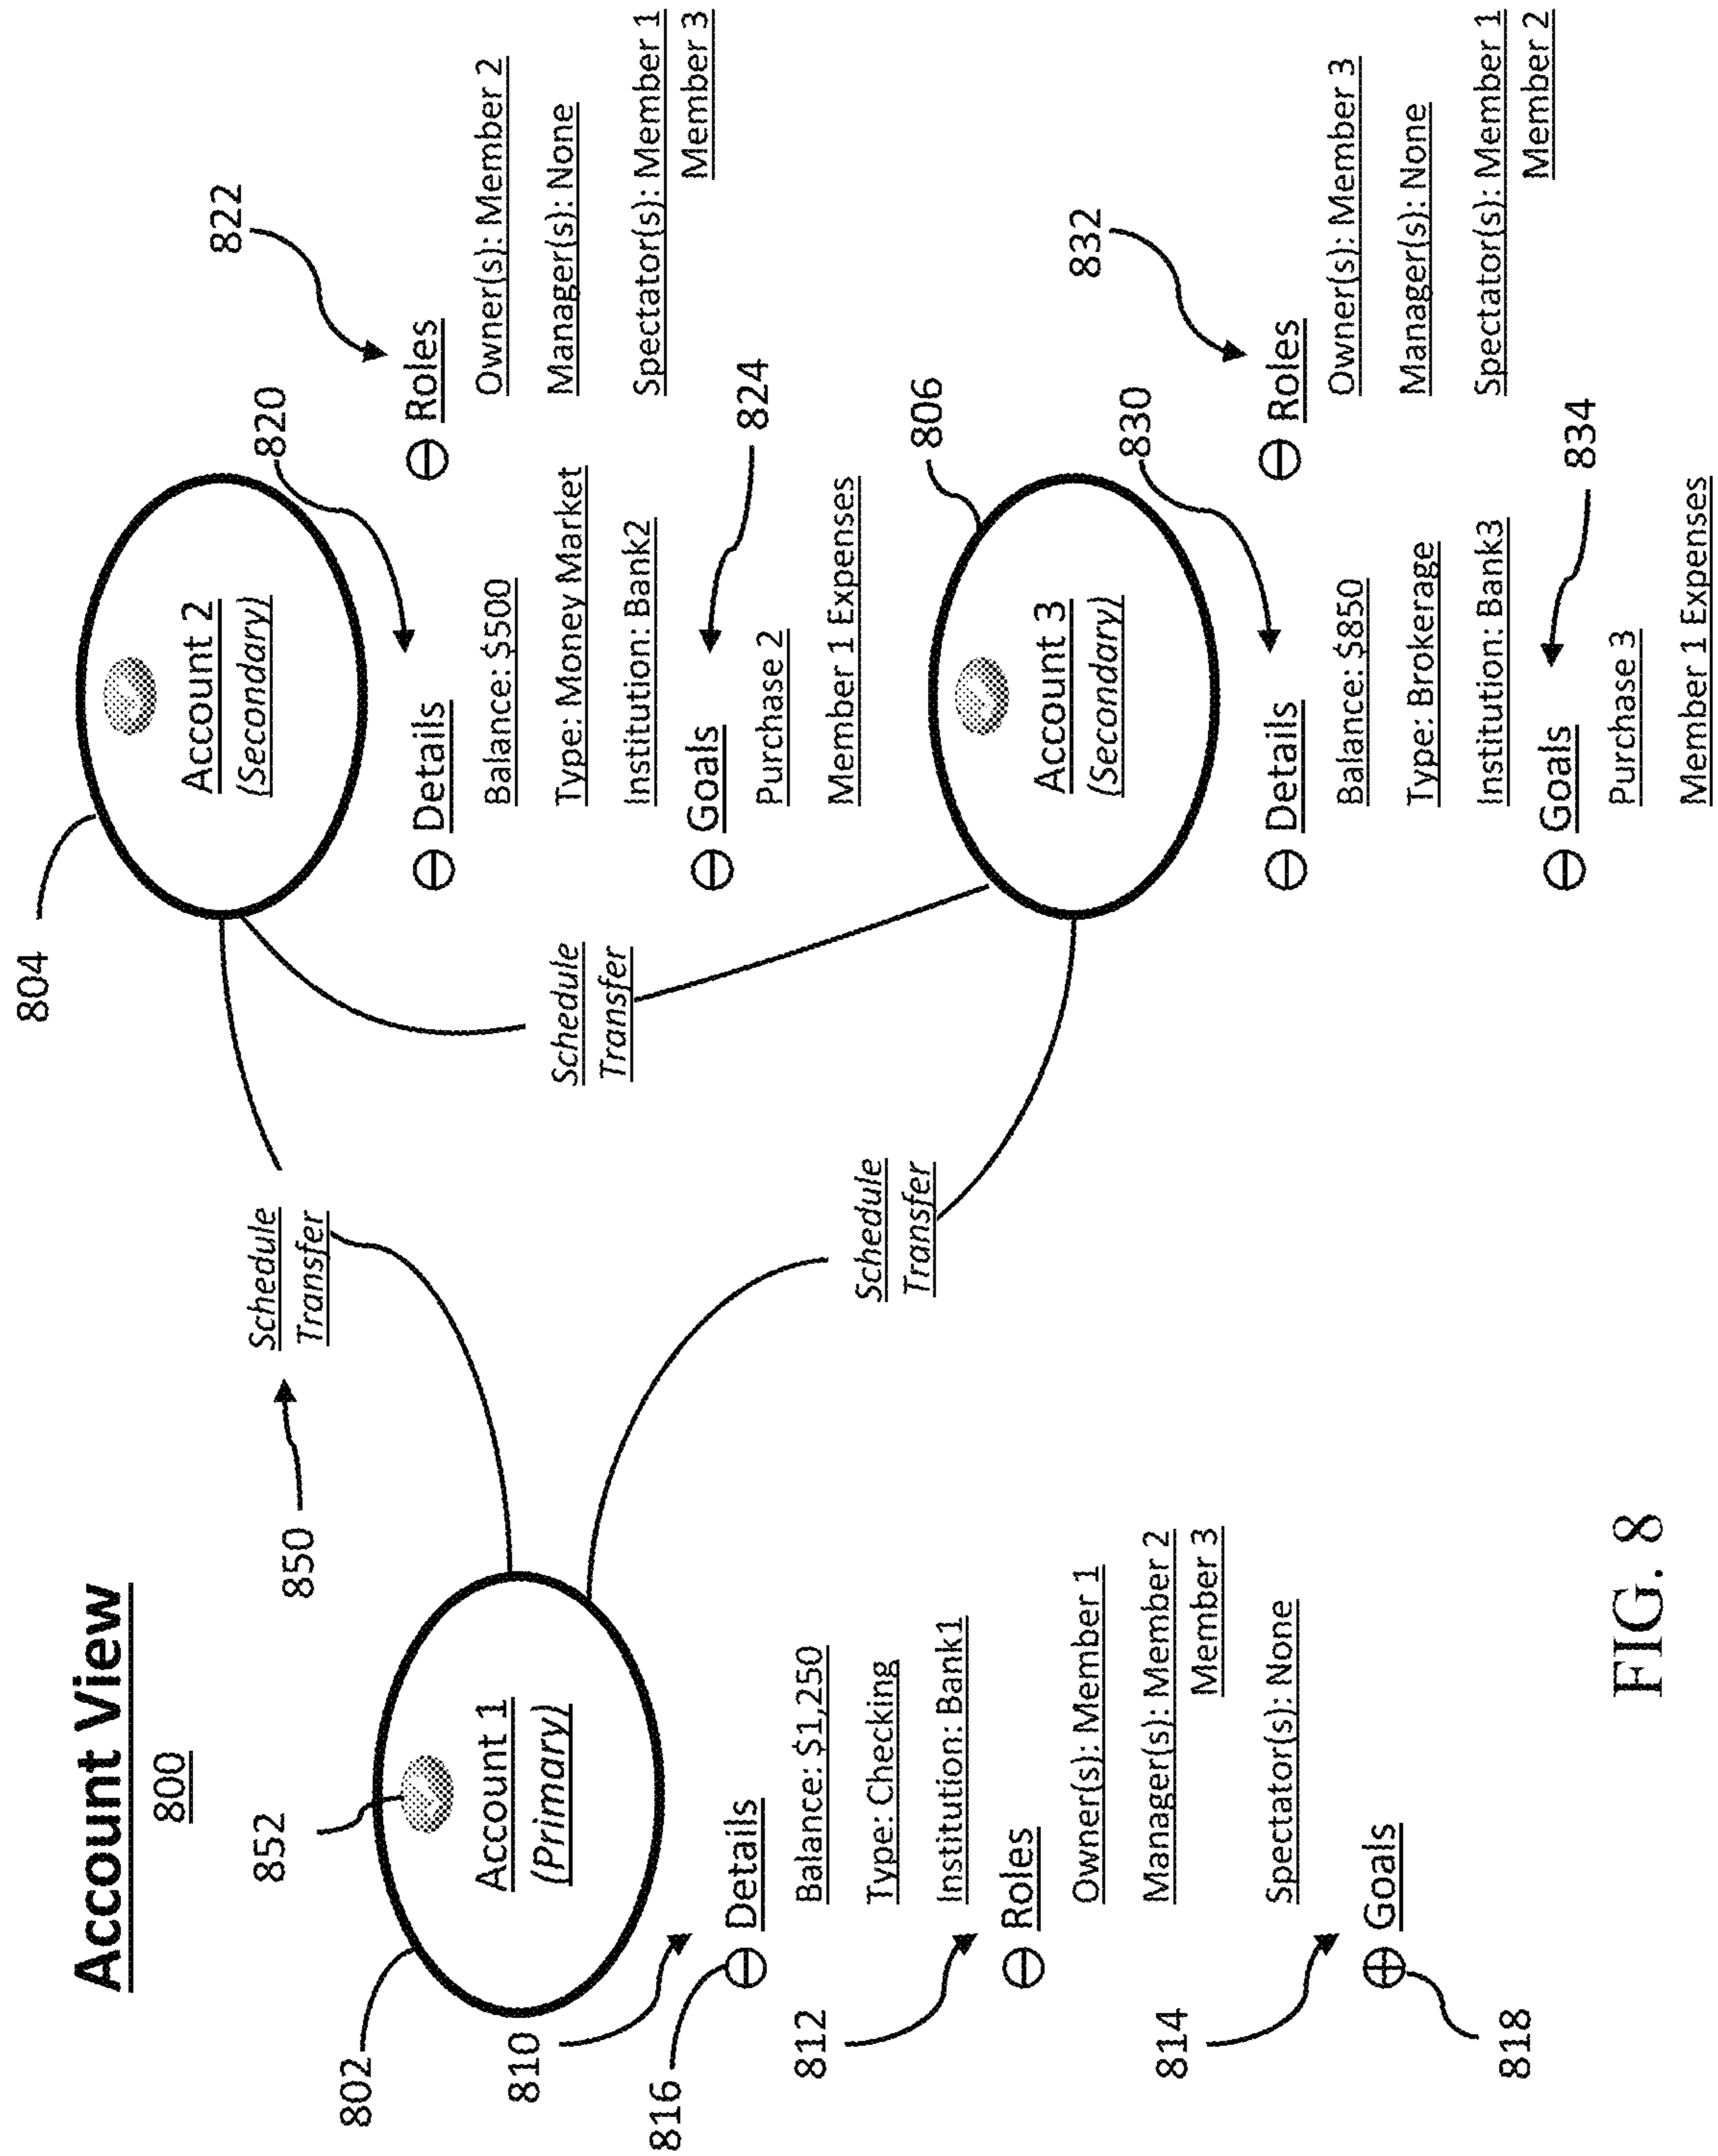 Account View
800
850
852
802
Account 1
(Primary)
810
816
Details
Balance: $1,250
Type: Checking
Institution: Bank1
812
Roles
Owner(s): Member 1
Manager(s): Member 2
Member 3
Spectator(s): None
814
Goals
818
Schedule
Transfer
Schedule
Transfer
Schedule
Transfer
804
Account 2
(Secondary)
820
Details
Balance: $500
Type: Money Market
Institution: Bank2
822
Roles
Owner(s): Member 2
Manager(s): None
Spectator(s): Member 1
Member 3
824
Goals
Purchase 2
Member 1 Expenses
806
Account 3
(Secondary)
830
Details
Balance: $850
Type: Brokerage
Institution: Bank3
832
Roles
Owner(s): Member 3
Manager(s): None
Spectator(s): Member 1
Member 2
834
Goals
Purchase 3
Member 1 Expenses
FIG. 8